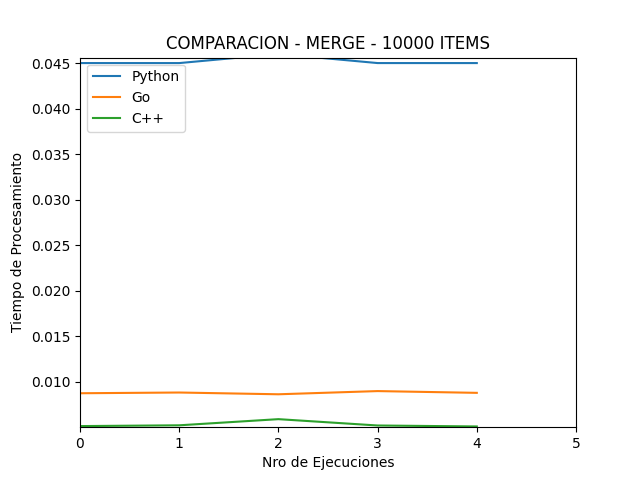 COMPARACION - MERGE - 10000 ITEMS
Tiempo de Procesamiento
0.045
0.040
0.035
0.030
0.025
0.020
0.015
0.010
Python
Go
C++
0 1 2 3 4 5
Nro de Ejecuciones